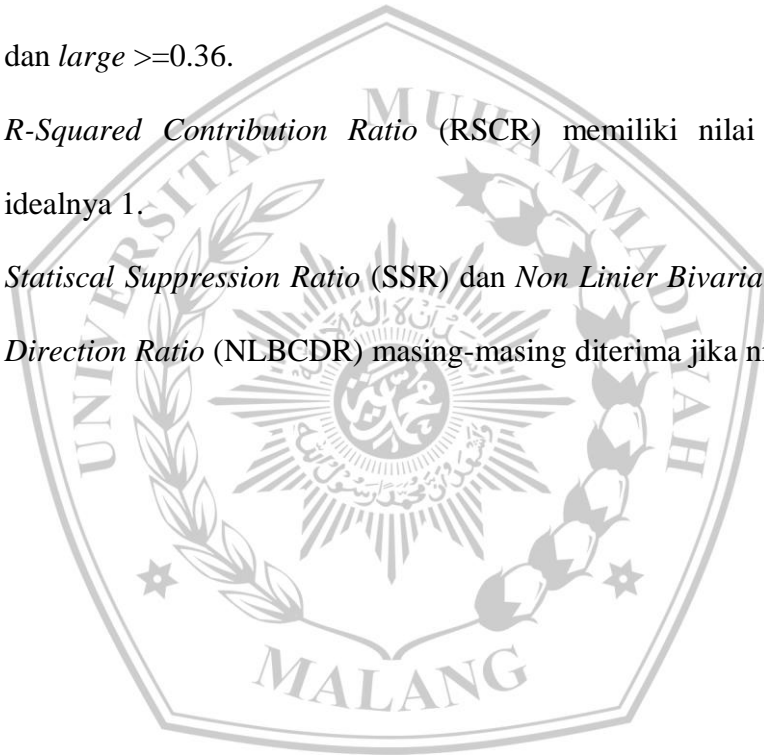 dan large >=0.36.
R-Squared Contribution Ratio (RSCR) memiliki nilai
idealnya 1.
Statiscal Suppression Ratio (SSR) dan Non Linier Bivaria
Direction Ratio (NLBCDR) masing-masing diterima jika
UNIVERSITAS MUHAMMADIYAH
MALANG